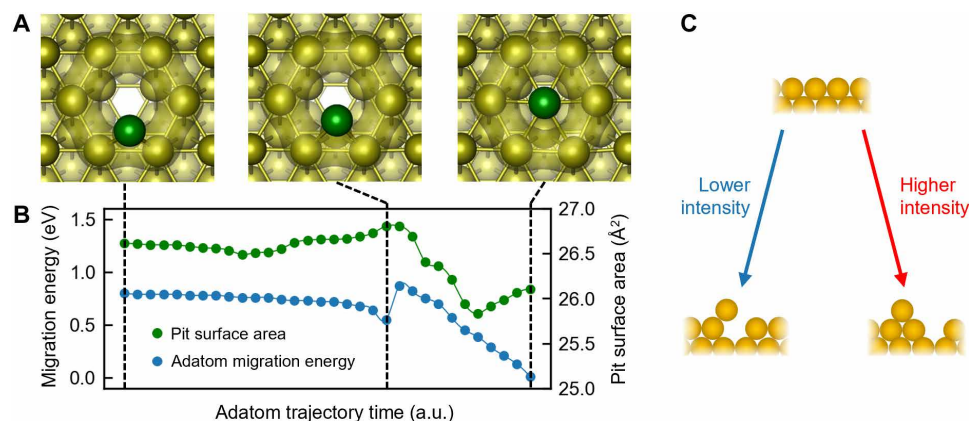 A
B
C
Migration energy (eV)
1.5
1.0
0.5
0.0
Pit surface area
Adatom migration energy
27.0
26.5
26.0
25.5
25.0
Pit surface area (Å²)
Adatom trajectory time (a.u.)
Lower
intensity
Higher
intensity